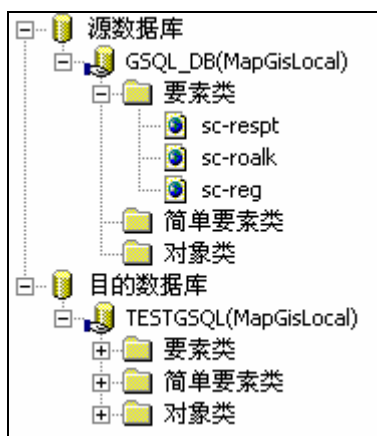 源数据库
GSQL_DB(MapGisLocal)
要素类
sc-respt
sc-roalk
sc-reg
简单要素类
对象类
目的数据库
TESTGSQL(MapGisLocal)
要素类
简单要素类
对象类